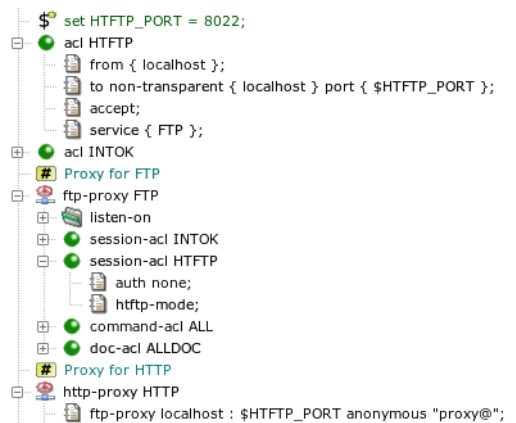 set HTFTP_PORT = 8022;
acl HTFTP
from { localhost };
to non-transparent { localhost } port { $HTFTP_PORT };
accept;
service { FTP };
acl INTOK
# Proxy for FTP
ftp-proxy FTP
listen-on
session-acl INTOK
session-acl HTFTP
auth none;
htftp-mode;
command-acl ALL
doc-acl ALLDOC
# Proxy for HTTP
http-proxy HTTP
ftp-proxy localhost : $HTFTP_PORT anonymous "proxy@";